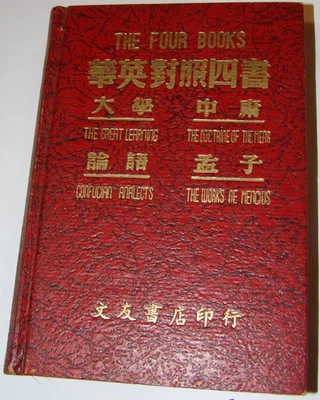 THE FOUR BOOKS
華英對照四書
大學 中庸
THE GREAT LEARNING THE DOCTRINE OF THE MEAN
論語 孟子
CONFUCIAN ANALECTS THE WORKS OF MENCIUS
文友書店印行